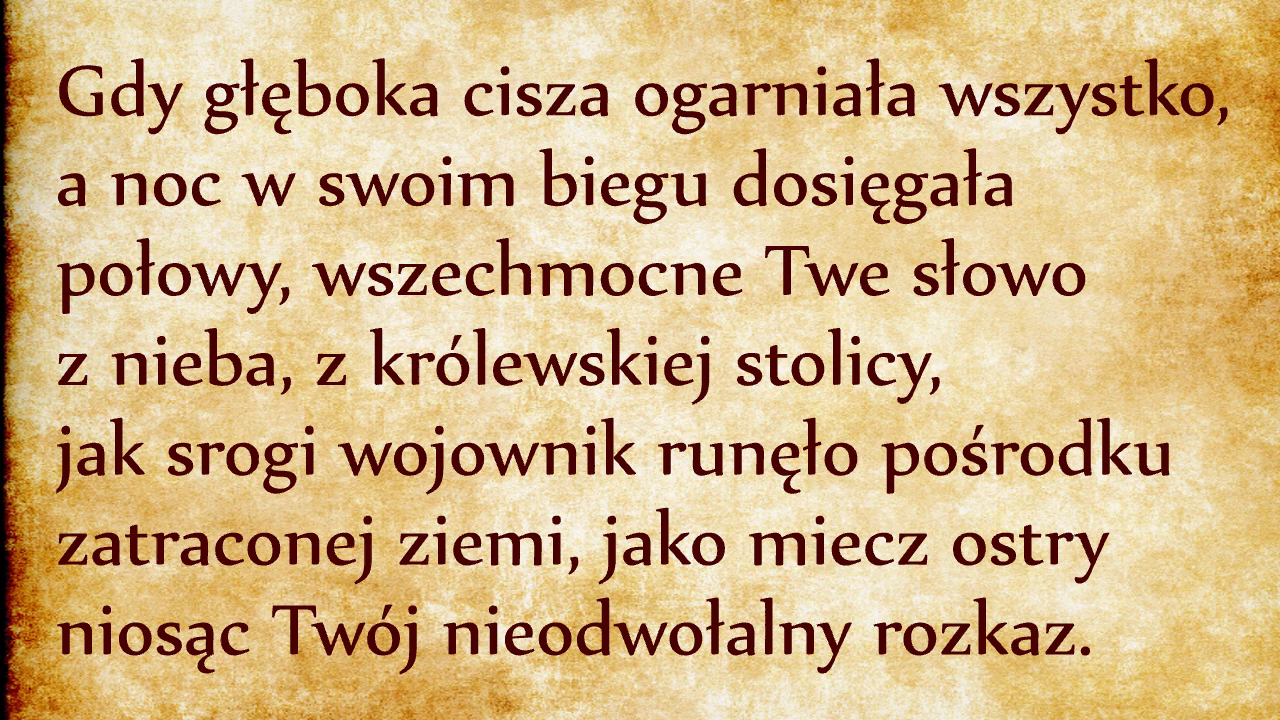 Gdy głęboka cisza ogarniała wszystko,
a noc w swoim biegu dosięgała
połowy, wszechmocne Twe słowo
z nieba, z królewskiej stolicy,
jak srogi wojownik runęło pośrodku
zatraconej ziemi, jako miecz ostry
niosąc Twój nieodwołalny rozkaz.